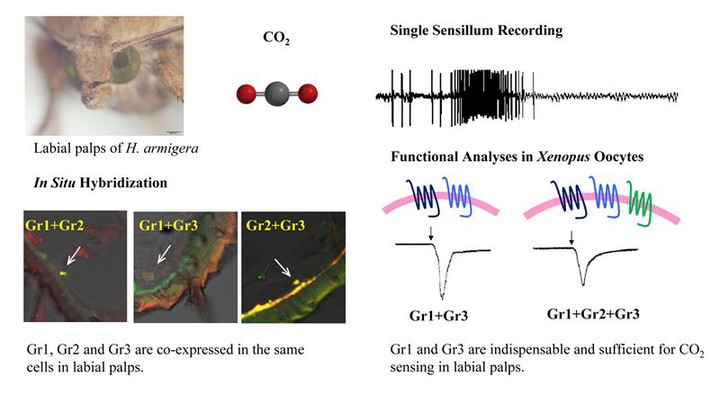 CO2
Labial palps of H. armigera
In Situ Hybridization
Gr1+Gr2
Gr1+Gr3
Gr2+Gr3
Gr1, Gr2 and Gr3 are co-expressed in the same
cells in labial palps.
Single Sensillum Recording
Functional Analyses in Xenopus Oocytes
Gr1+Gr3
Gr1+Gr2+Gr3
Gr1 and Gr3 are indispensable and sufficient for CO2
sensing in labial palps.